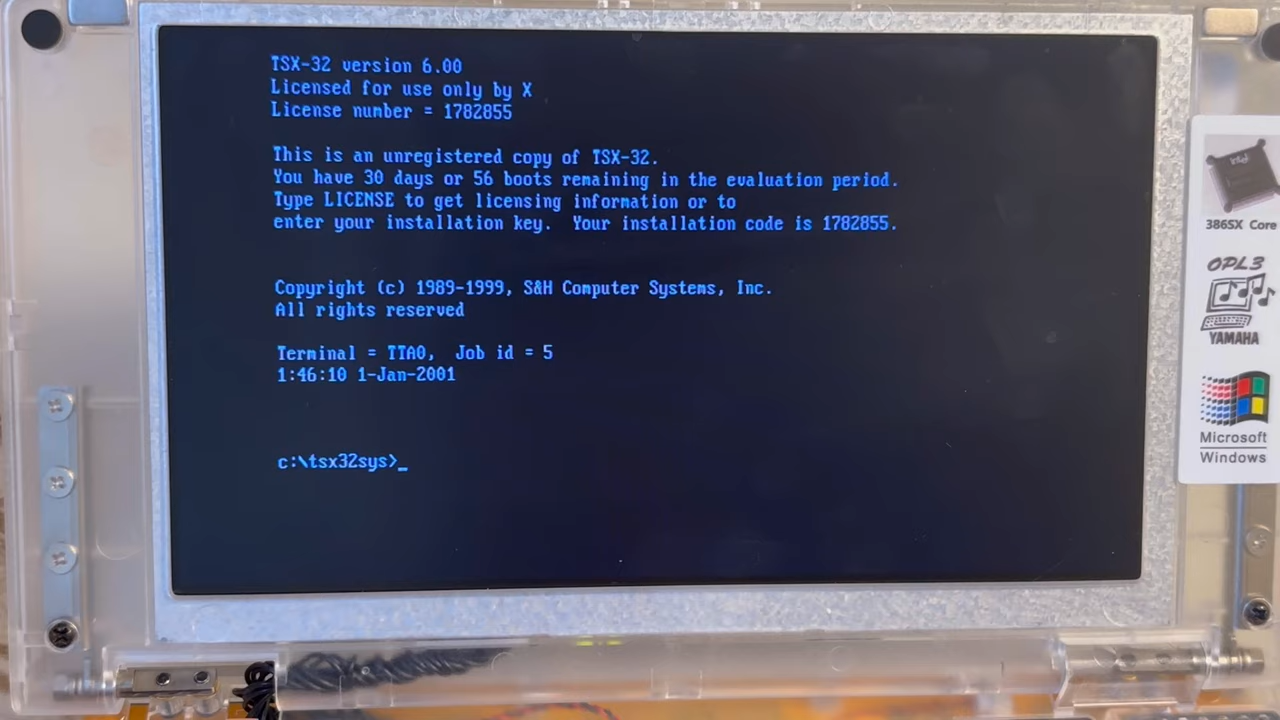 TSX-32 version 6.00
Licensed for use only by X
License number = 1782855
This is an unregistered copy of TSX-32.
You have 30 days or 56 boots remaining in the evaluation period.
Type LICENSE to get licensing information or to
enter your installation key.  Your installation code is 1782855.
Copyright (c) 1989-1999, S&H Computer Systems, Inc.
All rights reserved
Terminal = TTA0,  Job id = 5
1:46:10 1-Jan-2001
c:\tsx32sys>_
intel
386SX Core
OPL3
YAMAHA
Microsoft
Windows